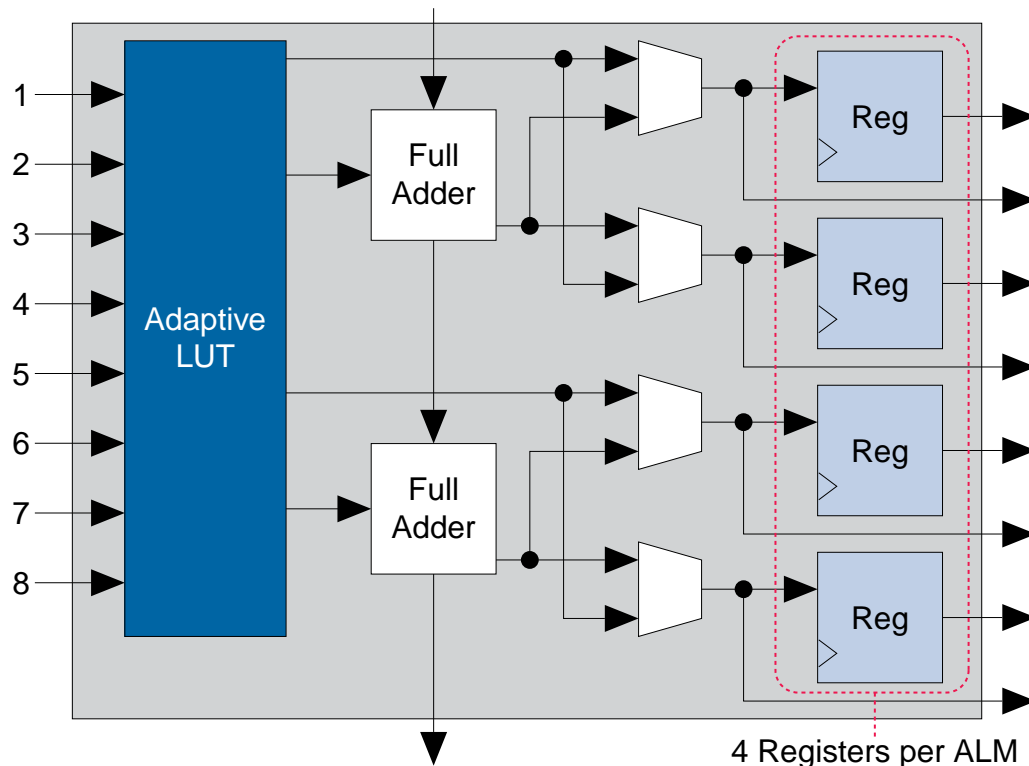 1
2
3
4
5
6
7
8
Adaptive
LUT
Full
Adder
Full
Adder
Reg
Reg
Reg
Reg
4 Registers per ALM